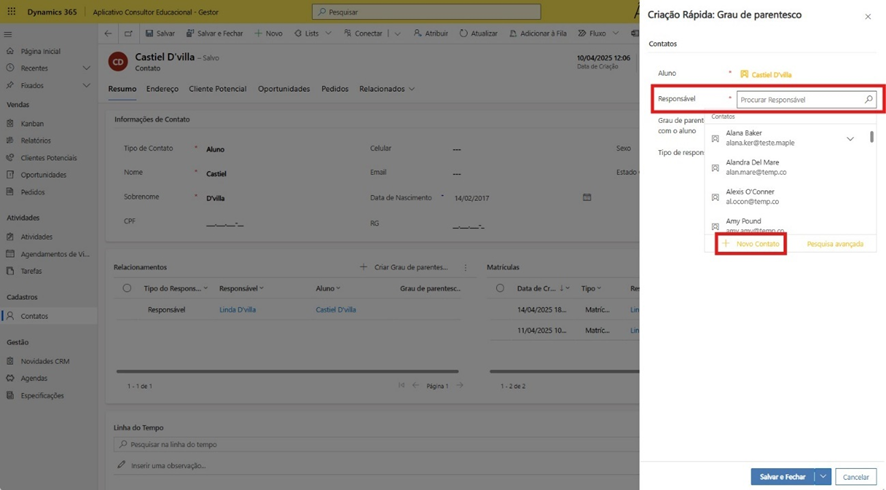 Dynamics 365
Aplicativo Consultor Educacional - Gestor
Pesquisar
Salvar
Salvar e Fechar
Novo
Lists
Conectar
Atribuir
Atualizar
Adicionar à Fila
Fluxo
Página Inicial
Recentes
Fixados
Vendas
Kanban
Relatórios
Clientes Potenciais
Oportunidades
Pedidos
Atividades
Atividades
Agendamentos de Vi...
Tarefas
Cadastros
Contatos
Gestão
Novidades CRM
Agendas
Especificações
CD
Castiel D'villa - Salvo
Contato
10/04/2025 12:06
Data de Criação
Resumo Endereço Cliente Potencial Oportunidades Pedidos Relacionados
Informações de Contato
Tipo de Contato * Aluno
Nome * Castiel
Sobrenome * D'villa
CPF ___.___.___-__
Celular ---
Email ---
Data de Nascimento * 14/02/2017
RG
Sexo
Estado
Relacionamentos
+ Criar Grau de parentes...
Tipo do Respons... Responsável Aluno Grau de parentesc..
Responsável Linda D'villa Castiel D'villa
1 - 1 de 1
Página 1
Matrículas
Data de Cr... Tipo Re
14/04/2025 18... Matríc... Lin
11/04/2025 10... Matríc... Lin
1 - 2 de 2
Linha do Tempo
Pesquisar na linha do tempo
Inserir uma observação...
Criação Rápida: Grau de parentesco
Contatos
Aluno * Castiel D'villa
Responsável * Procurar Responsável
Grau de parent
com o aluno
Tipo de respon
Contatos
Alana Baker
alana.ker@teste.maple
Alandra Del Mare
alan.mare@temp.co
Alexis O'Conner
al.ocon@temp.co
Amy Pound
amy.amy@temp.co
+ Novo Contato
Pesquisa avançada
Salvar e Fechar
Cancelar